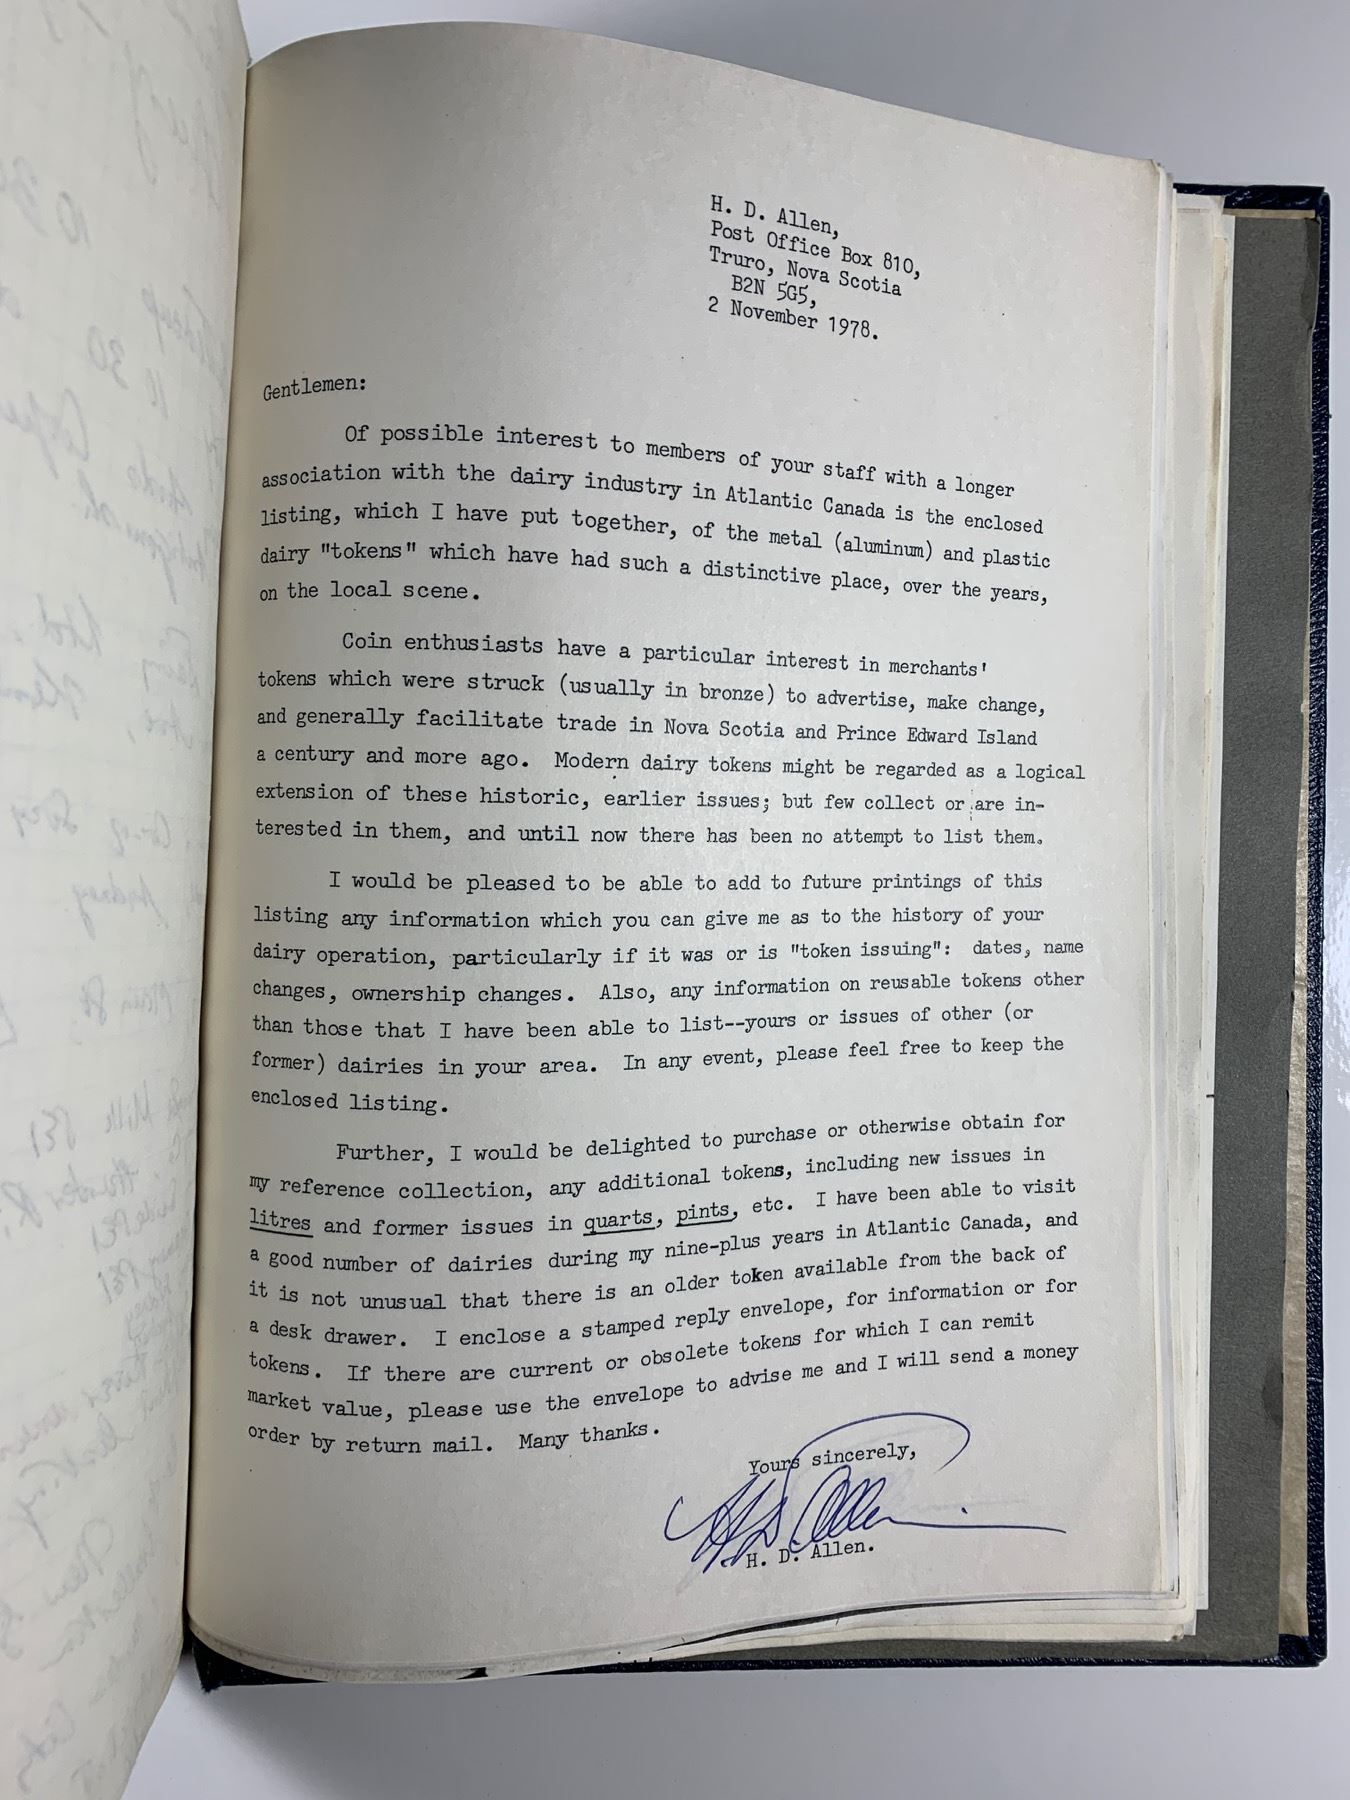 H. D. Allen,
Post Office Box 810,
Truro, Nova Scotia
B2N 5G5,
2 November 1978.
Gentlemen:
Of possible interest to members of your staff with a longer
association with the dairy industry in Atlantic Canada is the enclosed
listing, which I have put together, of the metal (aluminum) and plastic
dairy "tokens" which have had such a distinctive place, over the years,
on the local scene.
Coin enthusiasts have a particular interest in merchants'
tokens which were struck (usually in bronze) to advertise, make change,
and generally facilitate trade in Nova Scotia and Prince Edward Island
a century and more ago. Modern dairy tokens might be regarded as a logical
extension of these historic, earlier issues; but few collect or are in-
terested in them, and until now there has been no attempt to list them.
I would be pleased to be able to add to future printings of this
listing any information which you can give me as to the history of your
dairy operation, particularly if it was or is "token issuing": dates, name
changes, ownership changes. Also, any information on reusable tokens other
than those that I have been able to list--yours or issues of other (or
former) dairies in your area. In any event, please feel free to keep the
enclosed listing.
Further, I would be delighted to purchase or otherwise obtain for
my reference collection, any additional tokens, including new issues in
litres and former issues in quarts, pints, etc. I have been able to visit
a good number of dairies during my nine-plus years in Atlantic Canada, and
it is not unusual that there is an older token available from the back of
a desk drawer. I enclose a stamped reply envelope, for information or for
tokens. If there are current or obsolete tokens for which I can remit
market value, please use the envelope to advise me and I will send a money
order by return mail. Many thanks.
Yours sincerely,
HD Allen
H. D. Allen.